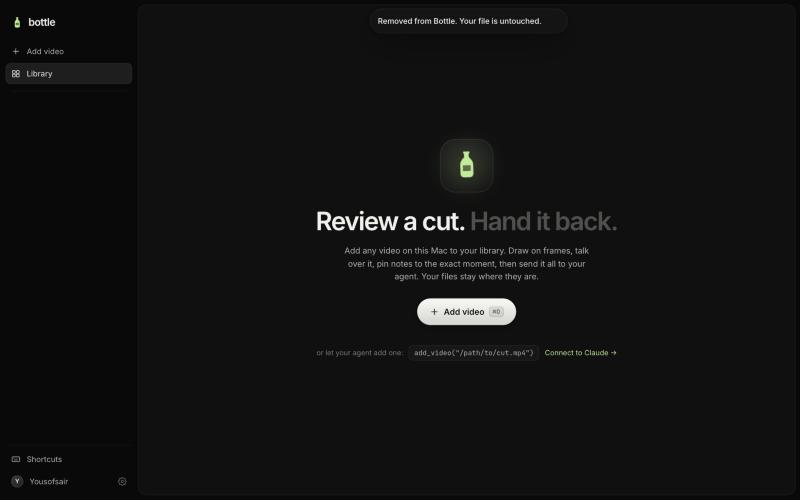 bottle
Add video
Library
Removed from Bottle. Your file is untouched.
Review a cut. Hand it back.
Add any video on this Mac to your library. Draw on frames, talk
over it, pin notes to the exact moment, then send it all to your
agent. Your files stay where they are.
Add video ⌘O
or let your agent add one: add_video("/path/to/cut.mp4") Connect to Claude →
Shortcuts
Y Yousofsair